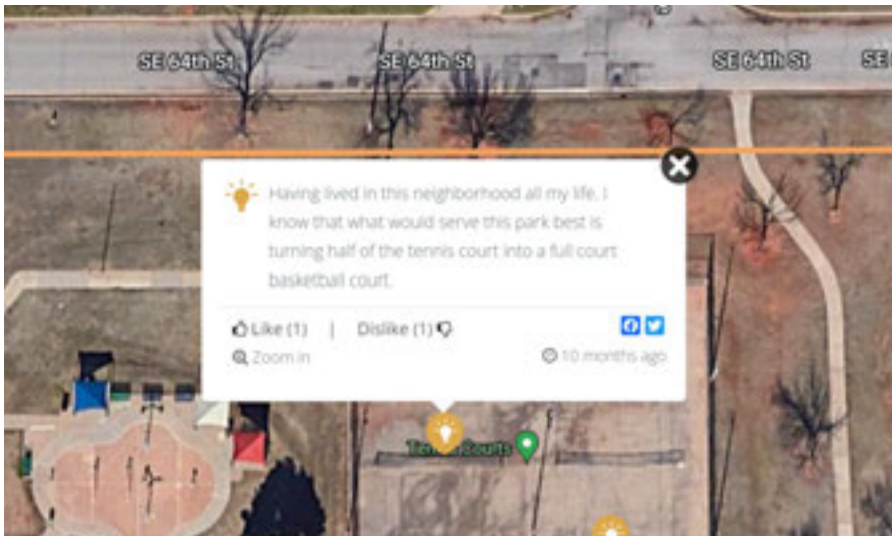 SE 64th St
SE 64th St
SE 64th St
SE
Having lived in this neighborhood all my life, I
know that what would serve this park best is
turning half of the tennis court into a full court
basketball court.
Like (1) | Dislike (1)
Zoom in
10 months ago
Tennis Courts